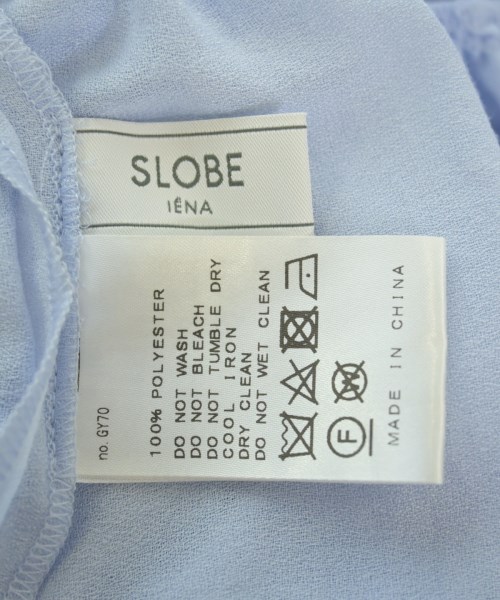 SLOBE
IÉNA
100% POLYESTER
DO NOT WASH
DO NOT BLEACH
DO NOT TUMBLE DRY
COOL IRON
DRY CLEAN
DO NOT WET CLEAN
F
W
MADE IN CHINA
no. GY70